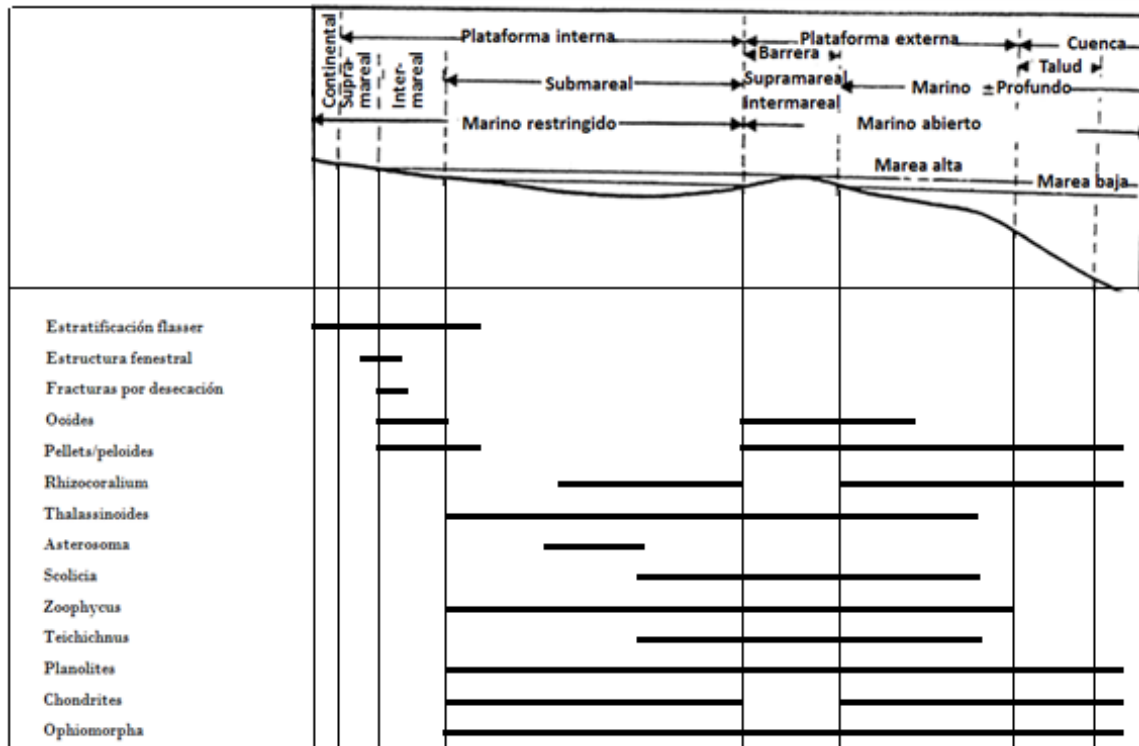 Plataforma interna
Plataforma externa
Cuenca
Continental
Supra-
mareal
Inter-
mareal
Submareal
Barrera
Supramareal
Intermareal
Marino ±Profundo
Talud
Marino restringido
Marino abierto
Marea alta
Marea baja
Estratificación flasser
Estructura fenestral
Fracturas por desecación
Ooides
Pellets/peloides
Rhizocoralium
Thalassinoides
Asterosoma
Scolicia
Zoophycus
Teichichnus
Planolites
Chondrites
Ophiomorpha